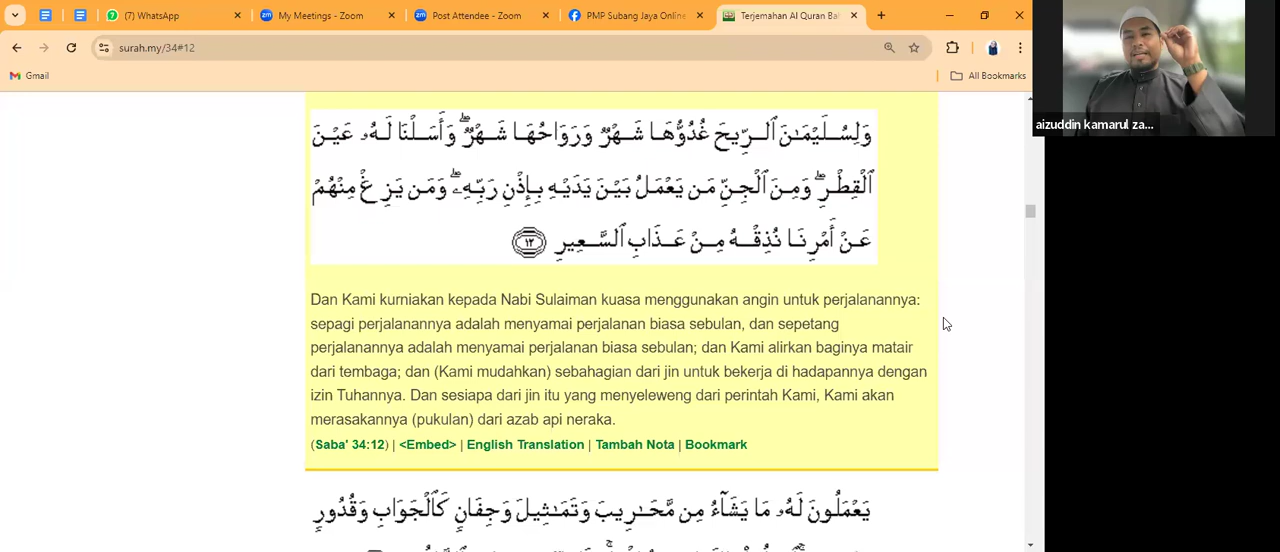 (7) WhatsApp
My Meetings - Zoom
Post Attendee - Zoom
PMP Subang Jaya Online
Terjemahan Al Quran Bah
surah.my/34#12
Gmail
All Bookmarks
وَلِسُلَيْمَٰنَ ٱلرِّيحَ غُدُوُّهَا شَهْرٌ وَرَوَاحُهَا شَهْرٌ ۖ وَأَسَلْنَا لَهُۥ عَيْنَ
ٱلْقِطْرِ ۖ وَمِنَ ٱلْجِنِّ مَن يَعْمَلُ بَيْنَ يَدَيْهِ بِإِذْنِ رَبِّهِۦ ۖ وَمَن يَزِغْ مِنْهُمْ
عَنْ أَمْرِنَا نُذِقْهُ مِنْ عَذَابِ ٱلسَّعِيرِ ١٢
Dan Kami kurniakan kepada Nabi Sulaiman kuasa menggunakan angin untuk perjalanannya:
sepagi perjalanannya adalah menyamai perjalanan biasa sebulan, dan sepetang
perjalanannya adalah menyamai perjalanan biasa sebulan; dan Kami alirkan baginya matair
dari tembaga; dan (Kami mudahkan) sebahagian dari jin untuk bekerja di hadapannya dengan
izin Tuhannya. Dan sesiapa dari jin itu yang menyeleweng dari perintah Kami, Kami akan
merasakannya (pukulan) dari azab api neraka.
(Saba' 34:12) | <Embed> | English Translation | Tambah Nota | Bookmark
يَعْمَلُونَ لَهُۥ مَا يَشَآءُ مِن مَّحَٰرِيبَ وَتَمَٰثِيلَ وَجِفَانٍ كَٱلْجَوَابِ وَقُدُورٍ
aizuddin kamarul za...